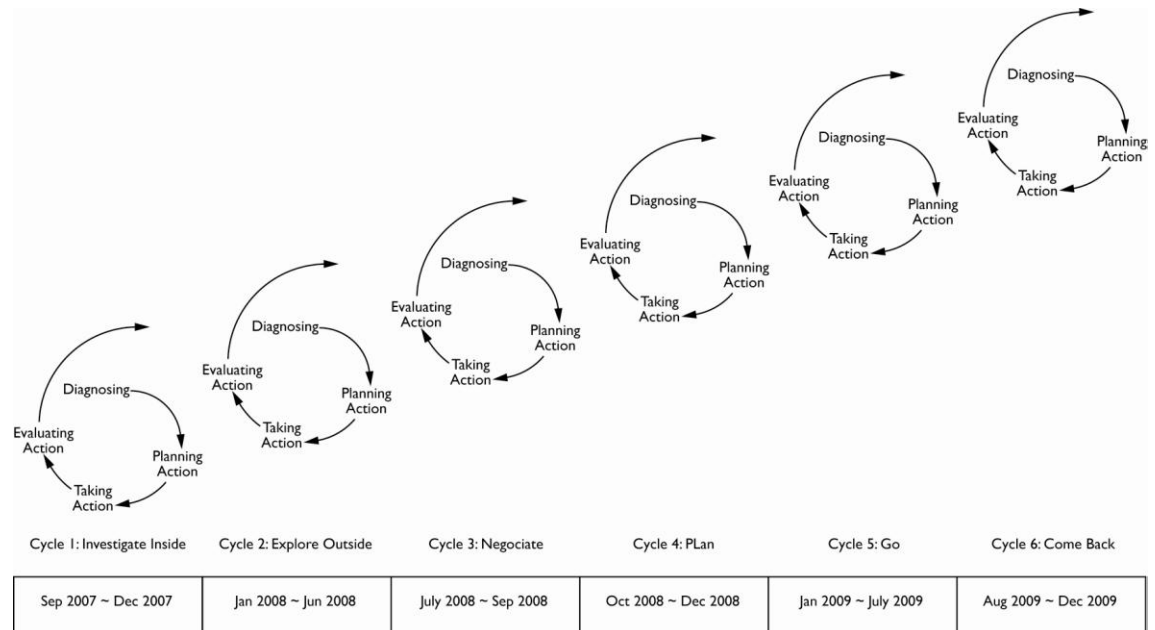 Diagnosing
Planning
Action
Taking
Action
Evaluating
Action
Diagnosing
Planning
Action
Taking
Action
Evaluating
Action
Diagnosing
Planning
Action
Taking
Action
Evaluating
Action
Diagnosing
Planning
Action
Taking
Action
Evaluating
Action
Diagnosing
Planning
Action
Taking
Action
Evaluating
Action
Diagnosing
Planning
Action
Taking
Action
Evaluating
Action
Cycle 1: Investigate Inside
Cycle 2: Explore Outside
Cycle 3: Negociate
Cycle 4: PLan
Cycle 5: Go
Cycle 6: Come Back
Sep 2007 ~ Dec 2007
Jan 2008 ~ Jun 2008
July 2008 ~ Sep 2008
Oct 2008 ~ Dec 2008
Jan 2009 ~ July 2009
Aug 2009 ~ Dec 2009